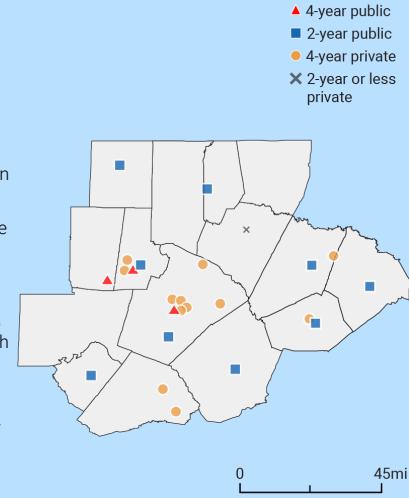 4-year public
2-year public
4-year private
2-year or less
private
n
e
h
0 45mi